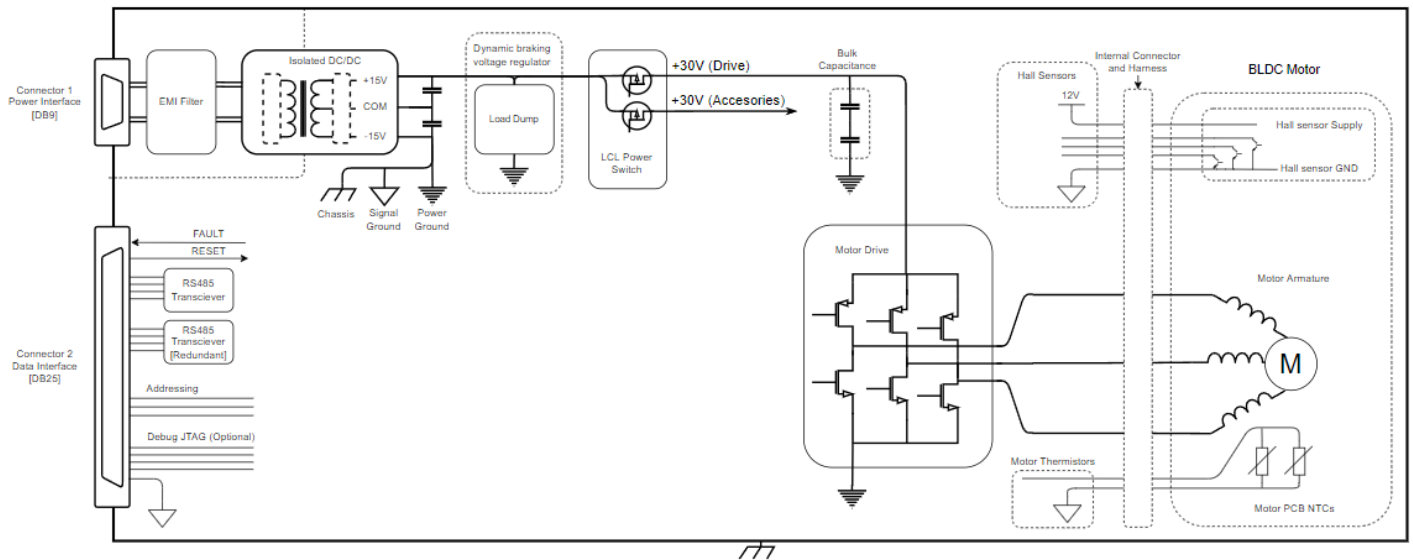 Connector 1
Power Interface
[DB9]
EMI Filter
Isolated DC/DC
+15V
COM
-15V
Chassis
Signal
Ground
Power
Ground
Dynamic braking
voltage regulator
Load Dump
LCL Power
Switch
+30V (Drive)
+30V (Accesories)
Bulk
Capacitance
Hall Sensors
12V
Internal Connector
and Harness
BLDC Motor
Hall sensor Supply
Hall sensor GND
Connector 2
Data Interface
[DB25]
FAULT
RESET
RS485
Transciever
RS485
Transciever
[Redundant]
Addressing
Debug JTAG (Optional)
Motor Drive
Motor Armature
M
Motor Thermistors
Motor PCB NTCs